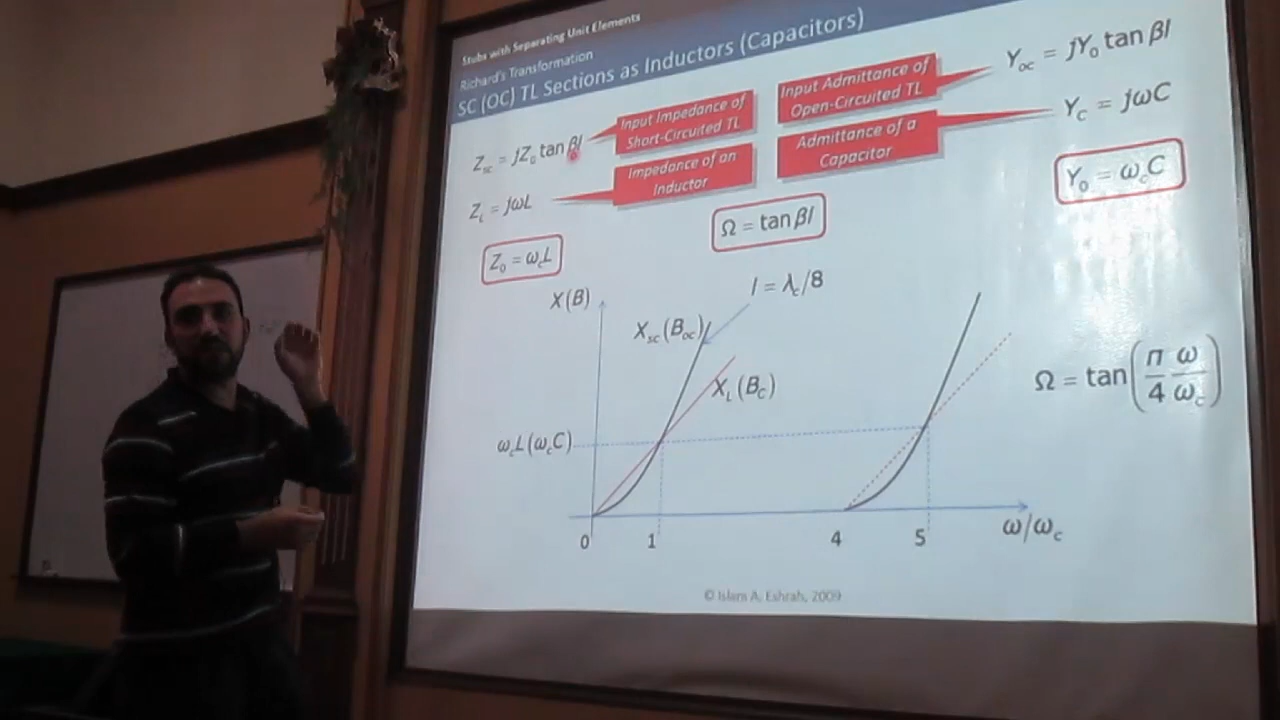 Stubs with Separating Unit Elements
Richard's Transformation
SC (OC) TL Sections as Inductors (Capacitors)
Z_sc = jZ_0 tan βl
Input Impedance of
Short-Circuited TL
Input Admittance of
Open-Circuited TL
Y_oc = jY_0 tan βl
Z_L = jωL
Impedance of an
Inductor
Admittance of a
Capacitor
Y_C = jωC
Z_0 = ω_cL
Ω = tan βl
Y_0 = ω_cC
X(B)
l = λ_c/8
X_sc(B_oc)
X_L(B_C)
Ω = tan(π/4 ω/ω_c)
ω_cL(ω_cC)
0 1 4 5 ω/ω_c
© Islam A. Eshrah, 2009